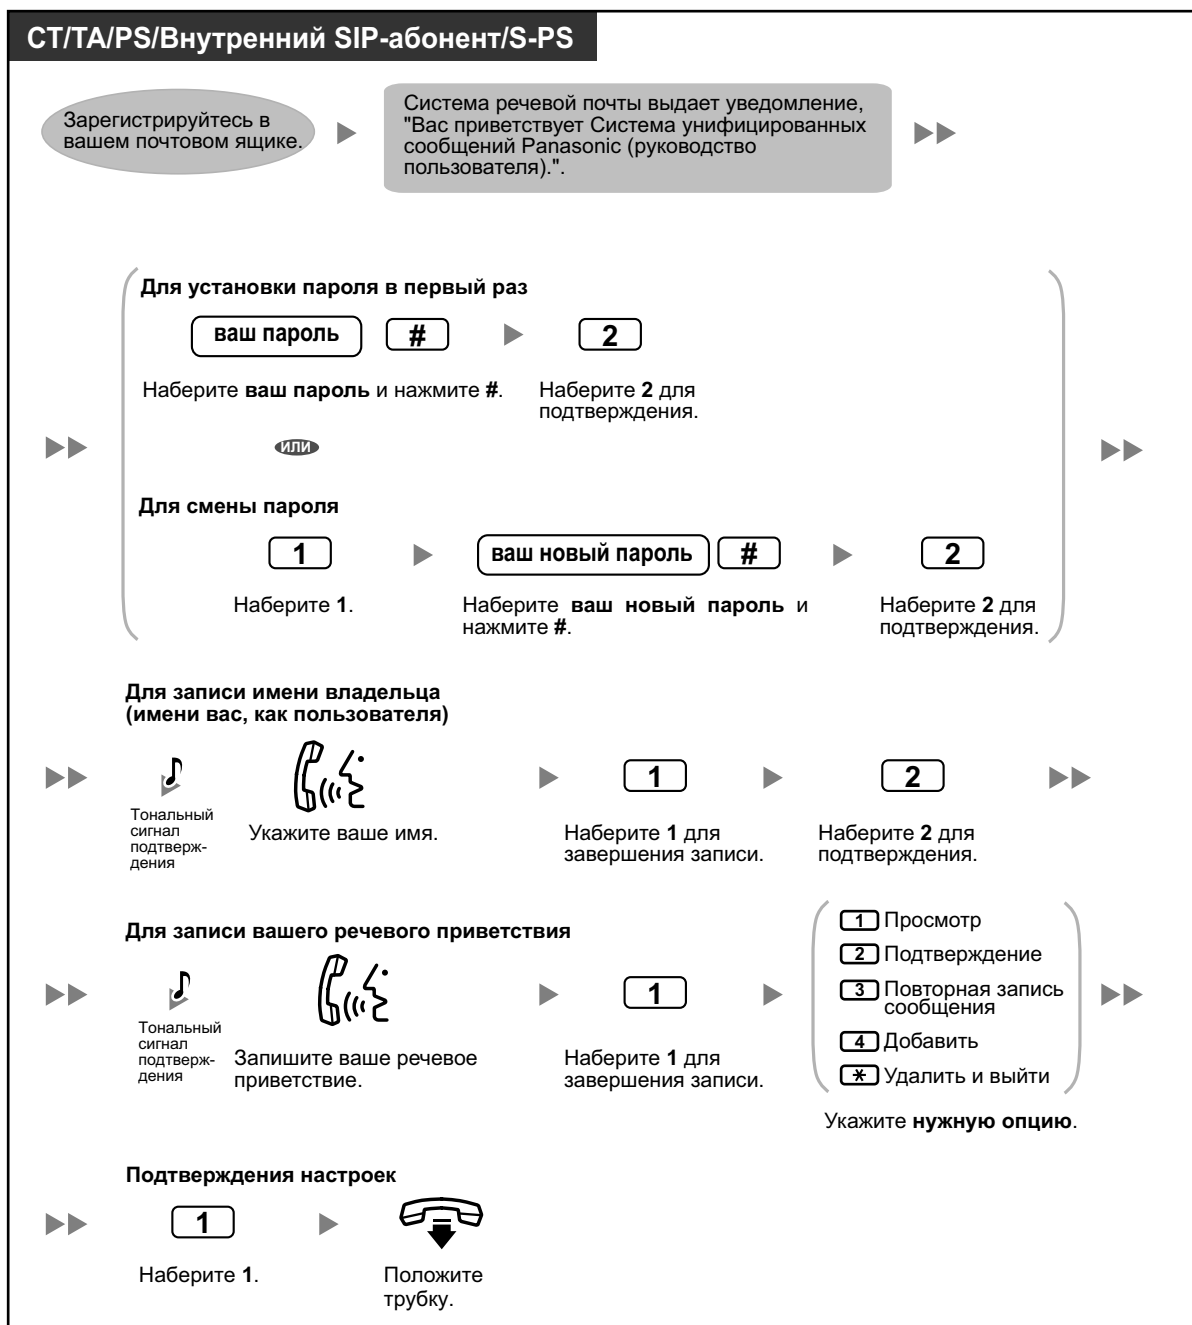 СТ/ТА/PS/Внутренний SIP-абонент/S-PS
Зарегистрируйтесь в
вашем почтовом ящике.
Система речевой почты выдает уведомление,
"Вас приветствует Система унифицированных
сообщений Panasonic (руководство
пользователя).".
Для установки пароля в первый раз
ваш пароль # 2
Наберите ваш пароль и нажмите #.
Наберите 2 для
подтверждения.
или
Для смены пароля
1 ваш новый пароль # 2
Наберите 1.
Наберите ваш новый пароль и
нажмите #.
Наберите 2 для
подтверждения.
Для записи имени владельца
(имени вас, как пользователя)
1 2
Тональный
сигнал
подтверж-
дения
Укажите ваше имя.
Наберите 1 для
завершения записи.
Наберите 2 для
подтверждения.
Для записи вашего речевого приветствия
1
Тональный
сигнал
подтверж-
дения
Запишите ваше речевое
приветствие.
Наберите 1 для
завершения записи.
1 Просмотр
2 Подтверждение
3 Повторная запись
сообщения
4 Добавить
* Удалить и выйти
Укажите нужную опцию.
Подтверждения настроек
1
Наберите 1.
Положите
трубку.